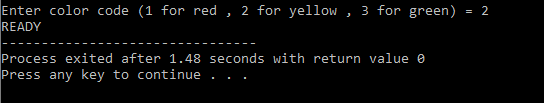 Enter color code (1 for red , 2 for yellow , 3 for green) = 2
READY
--------------------------------
Process exited after 1.48 seconds with return value 0
Press any key to continue . . .